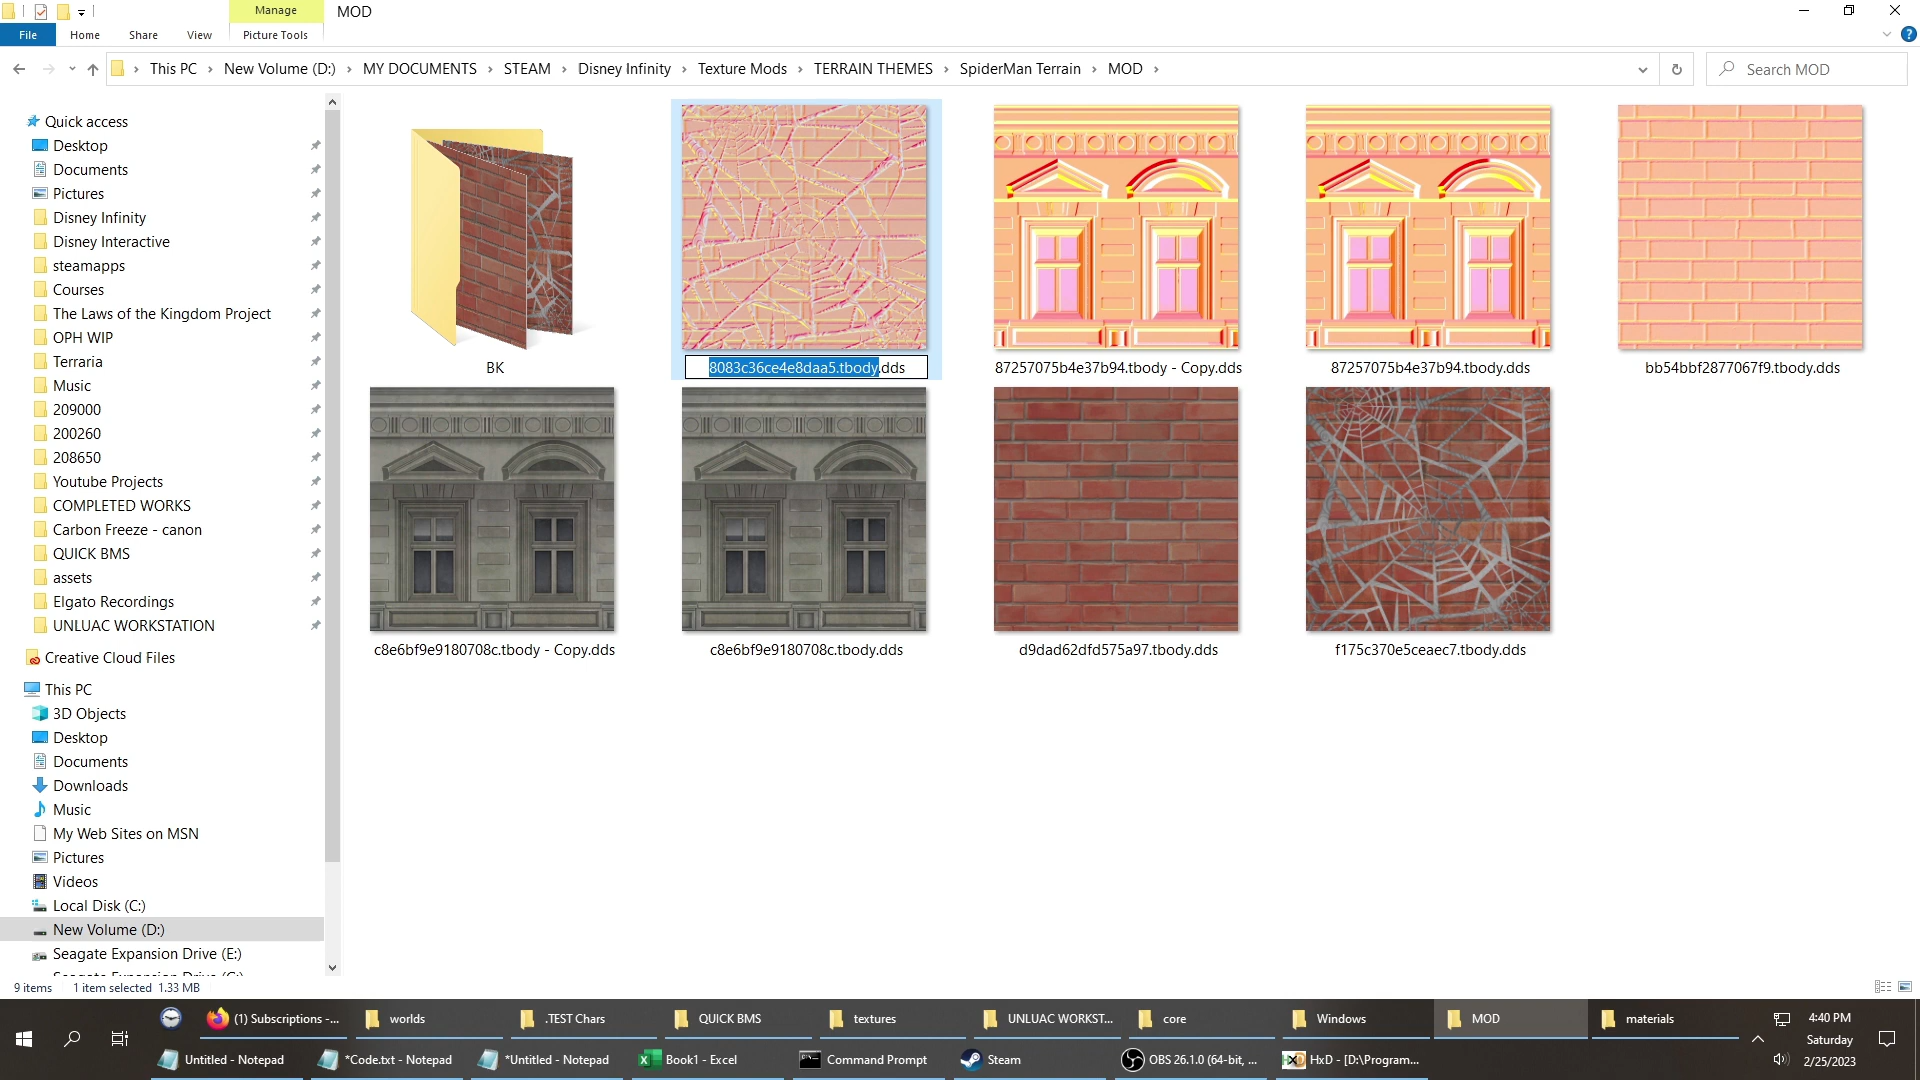 Manage
MOD
File
Home
Share
View
Picture Tools
This PC
New Volume (D:)
MY DOCUMENTS
STEAM
Disney Infinity
Texture Mods
TERRAIN THEMES
SpiderMan Terrain
MOD
Search MOD
Quick access
Desktop
Documents
Pictures
Disney Infinity
Disney Interactive
steamapps
Courses
The Laws of the Kingdom Project
OPH WIP
Terraria
Music
209000
200260
208650
Youtube Projects
COMPLETED WORKS
Carbon Freeze - canon
QUICK BMS
assets
Elgato Recordings
UNLUAC WORKSTATION
Creative Cloud Files
This PC
3D Objects
Desktop
Documents
Downloads
Music
My Web Sites on MSN
Pictures
Videos
Local Disk (C:)
New Volume (D:)
Seagate Expansion Drive (E:)
BK
8083c36ce4e8daa5.tbody.dds
87257075b4e37b94.tbody - Copy.dds
87257075b4e37b94.tbody.dds
bb54bbf2877067f9.tbody.dds
c8e6bf9e9180708c.tbody - Copy.dds
c8e6bf9e9180708c.tbody.dds
d9dad62dfd575a97.tbody.dds
f175c370e5ceaec7.tbody.dds
9 items
1 item selected 1.33 MB
(1) Subscriptions -...
worlds
.TEST Chars
QUICK BMS
textures
UNLUAC WORKST...
core
Windows
MOD
materials
4:40 PM
Saturday
2/25/2023
Untitled - Notepad
*Code.txt - Notepad
*Untitled - Notepad
Book1 - Excel
Command Prompt
Steam
OBS 26.1.0 (64-bit, ...
HxD - [D:\Program...